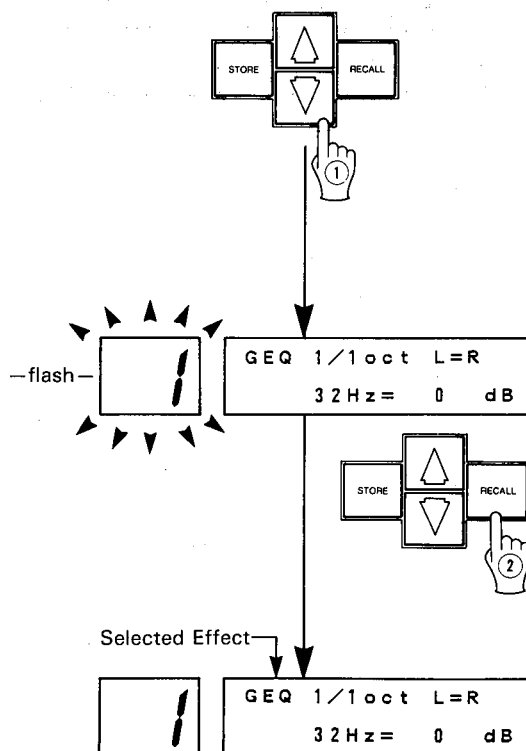 STORE
RECALL
①
—flash—
1
GEQ 1/1oct L=R
32Hz= 0 dB
STORE
RECALL
②
Selected Effect
1
GEQ 1/1oct L=R
32Hz= 0 dB